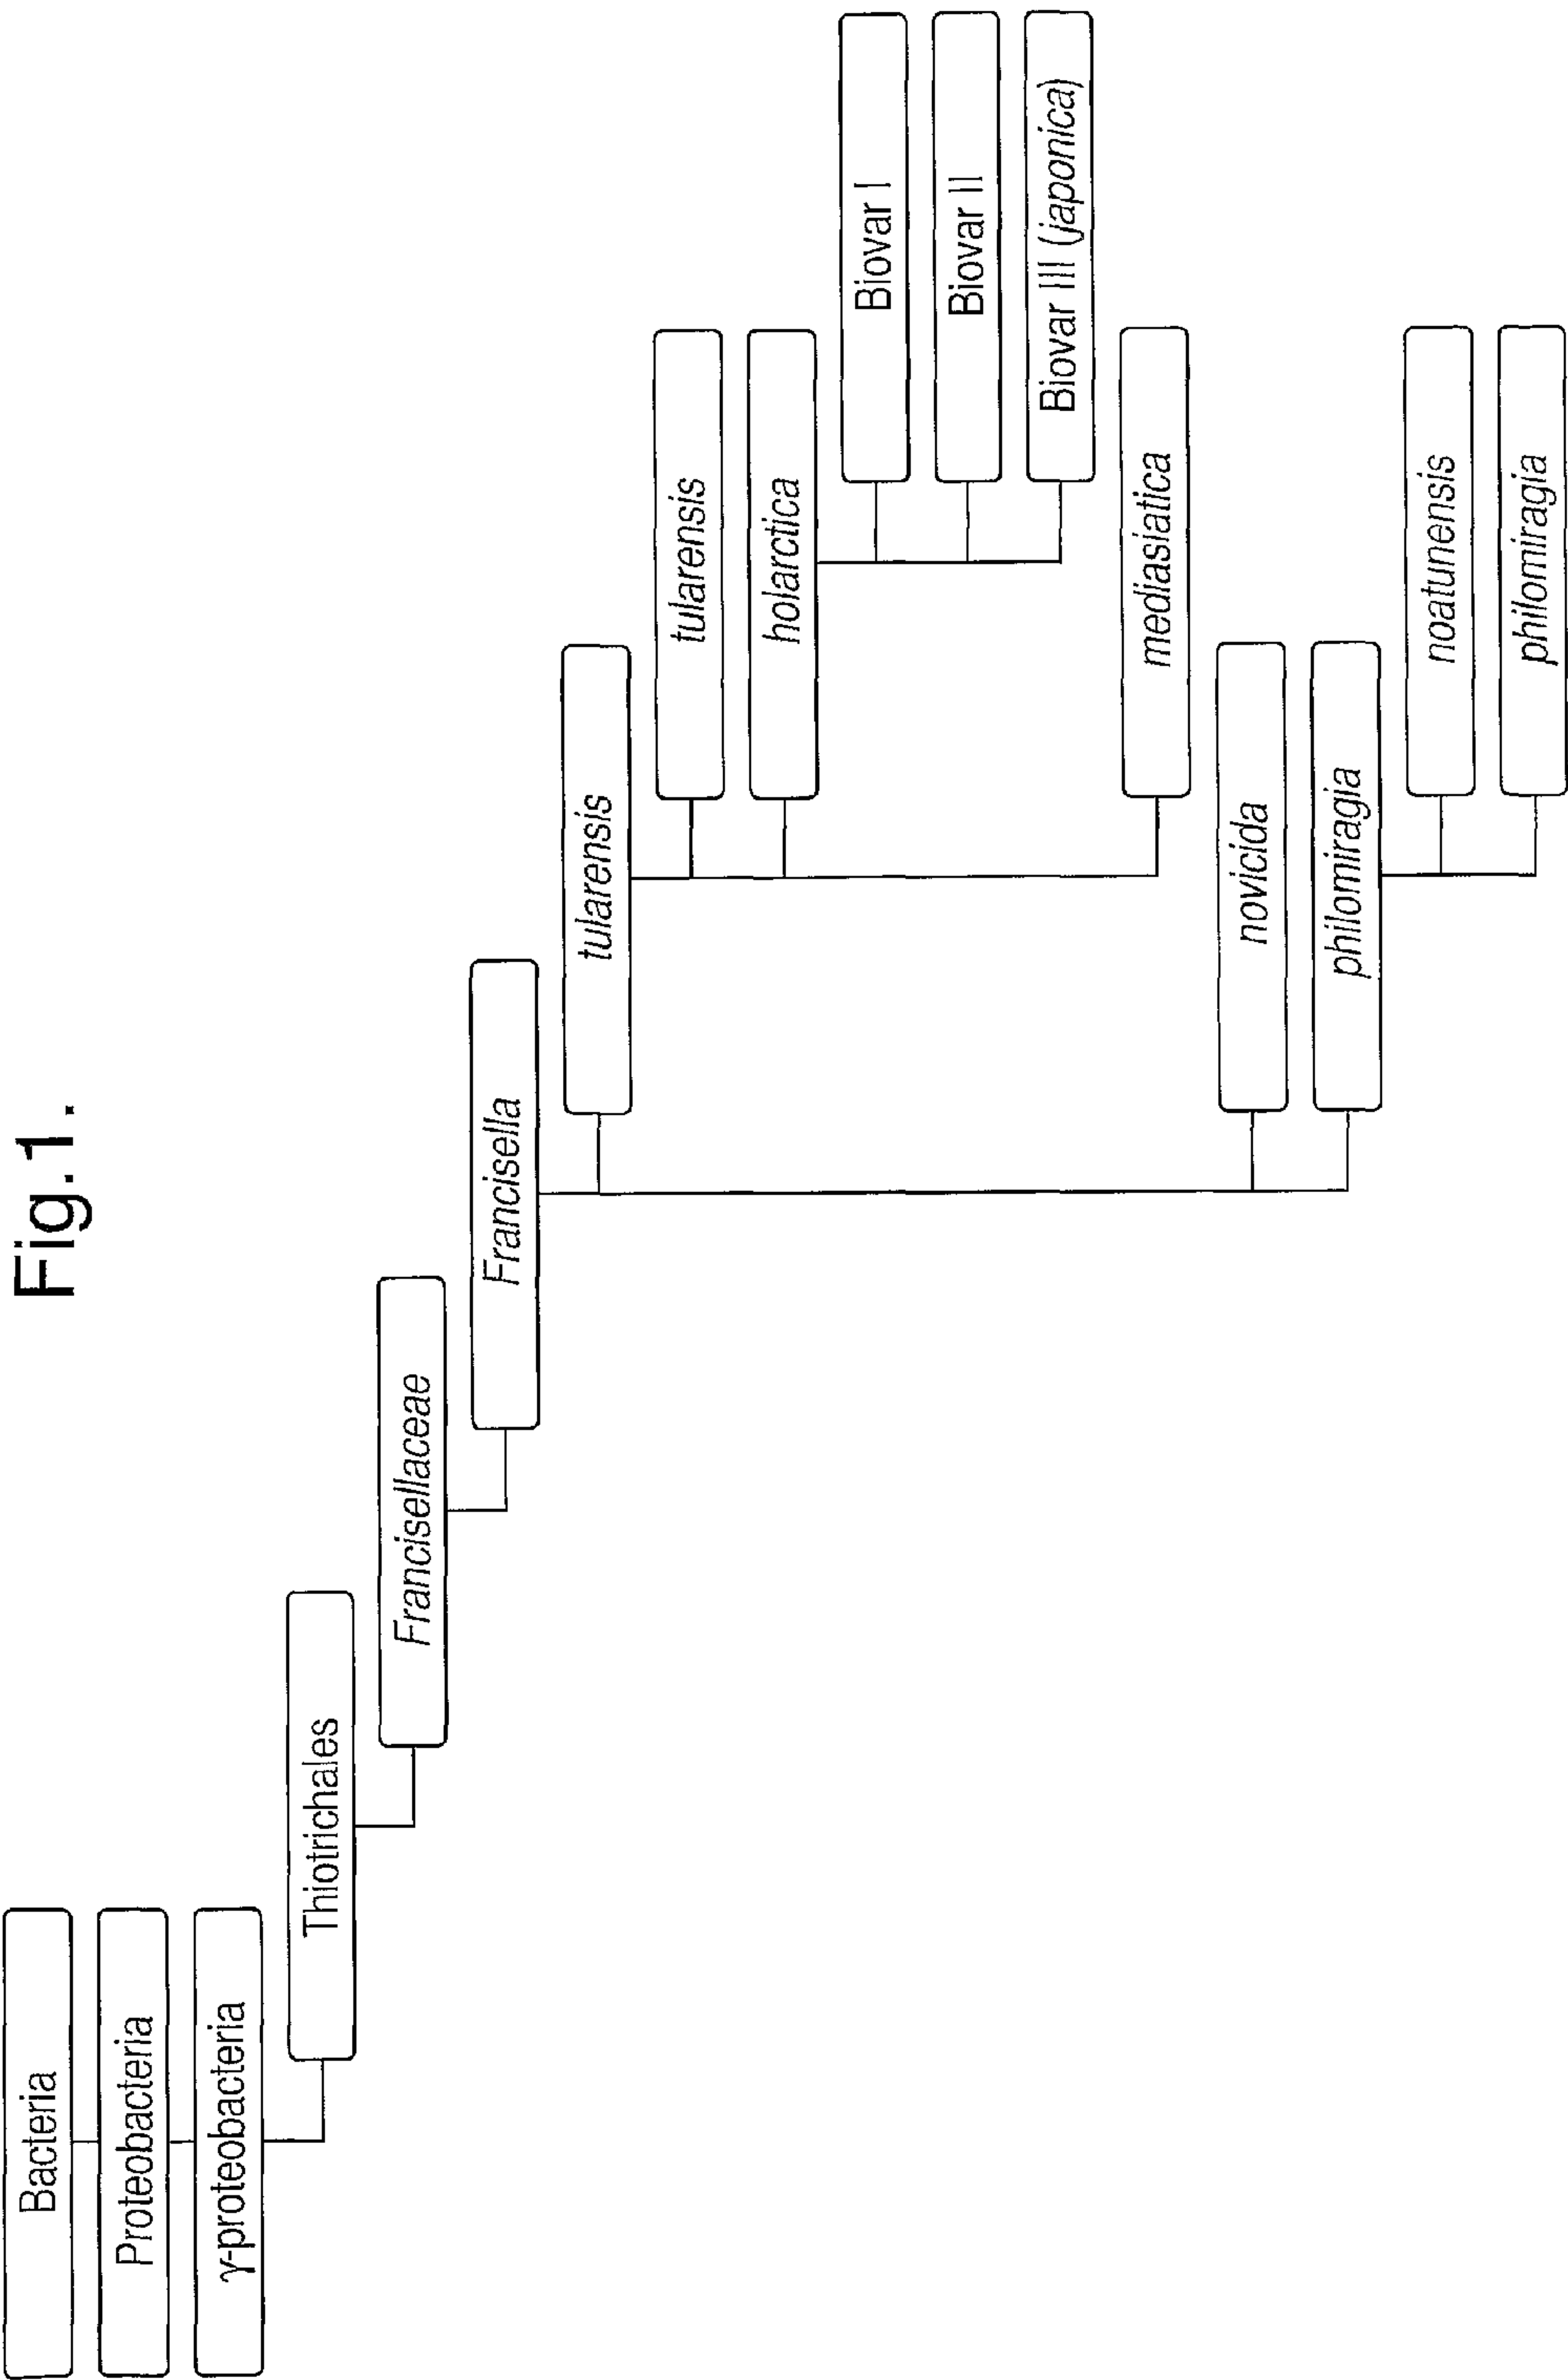 Fig.1.
Bacteria
Proteobacteria
γ-proteobacteria
Thiotrichales
Francisellaceae
Francisella
tularensis
tularensis
holarctica
Biovar I
Biovar II
Biovar III (japonica)
mediasiatica
novicida
philomiragia
noatunensis
philomiragia